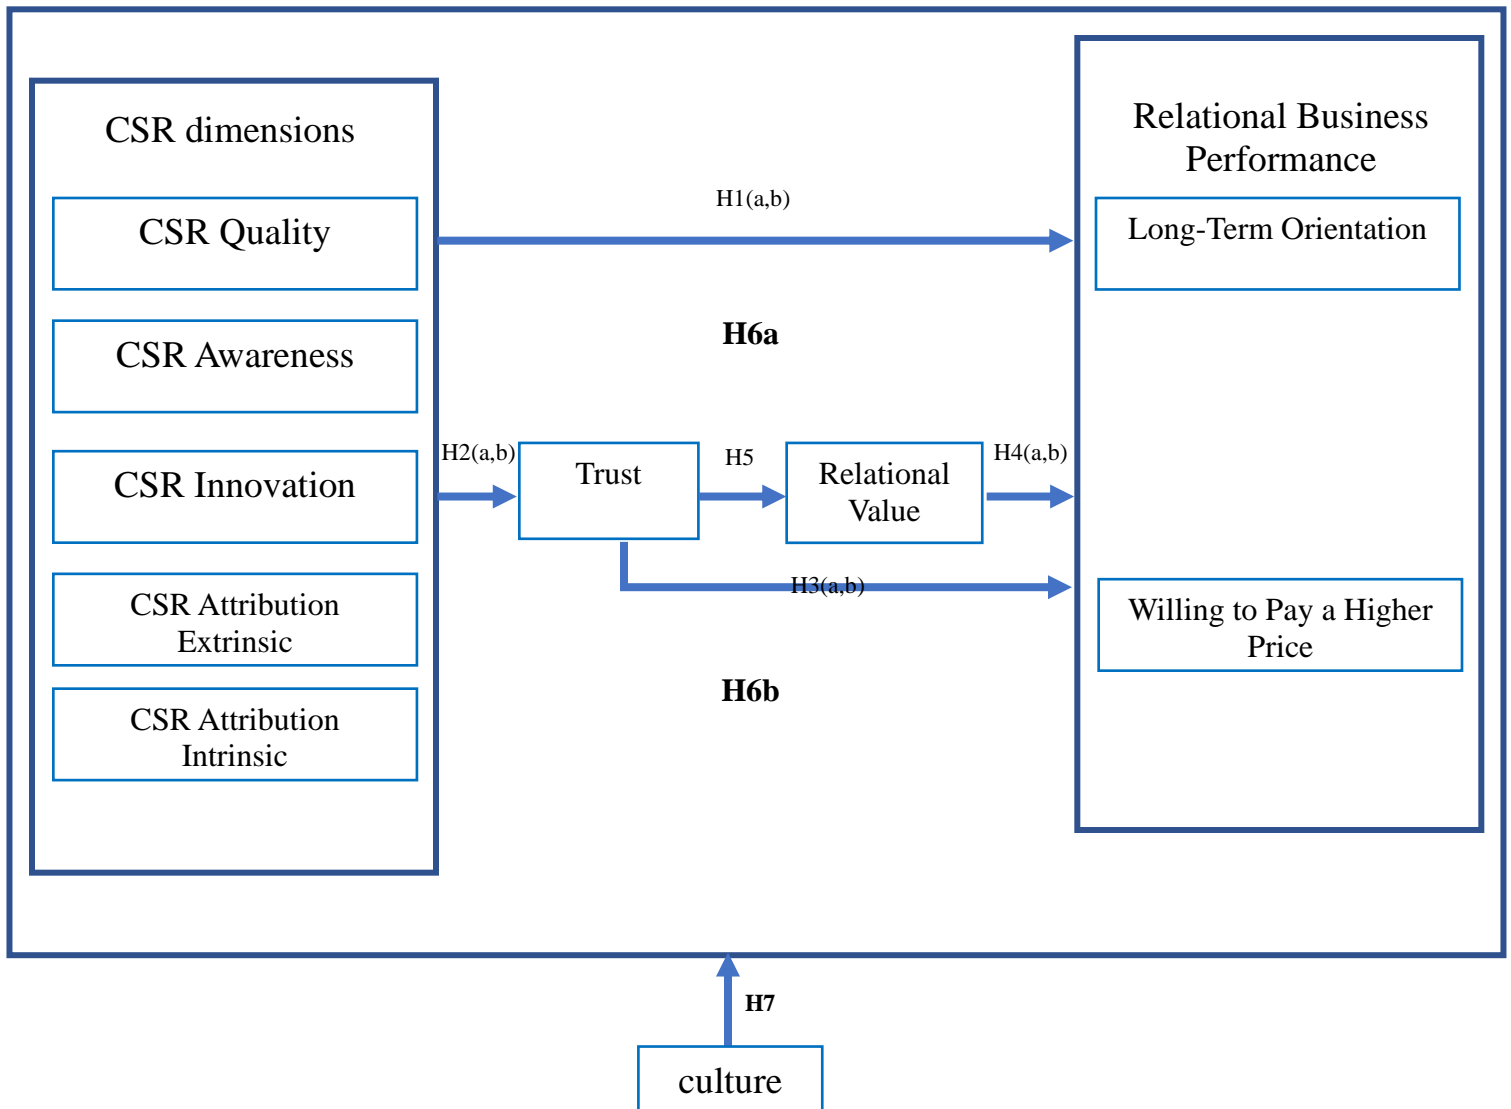 CSR dimensions
CSR Quality
CSR Awareness
CSR Innovation
CSR Attribution
Extrinsic
CSR Attribution
Intrinsic
H1(a,b)
H6a
H2(a,b)
Trust
H5
Relational
Value
H4(a,b)
H3(a,b)
H6b
Relational Business
Performance
Long-Term Orientation
Willing to Pay a Higher
Price
H7
culture